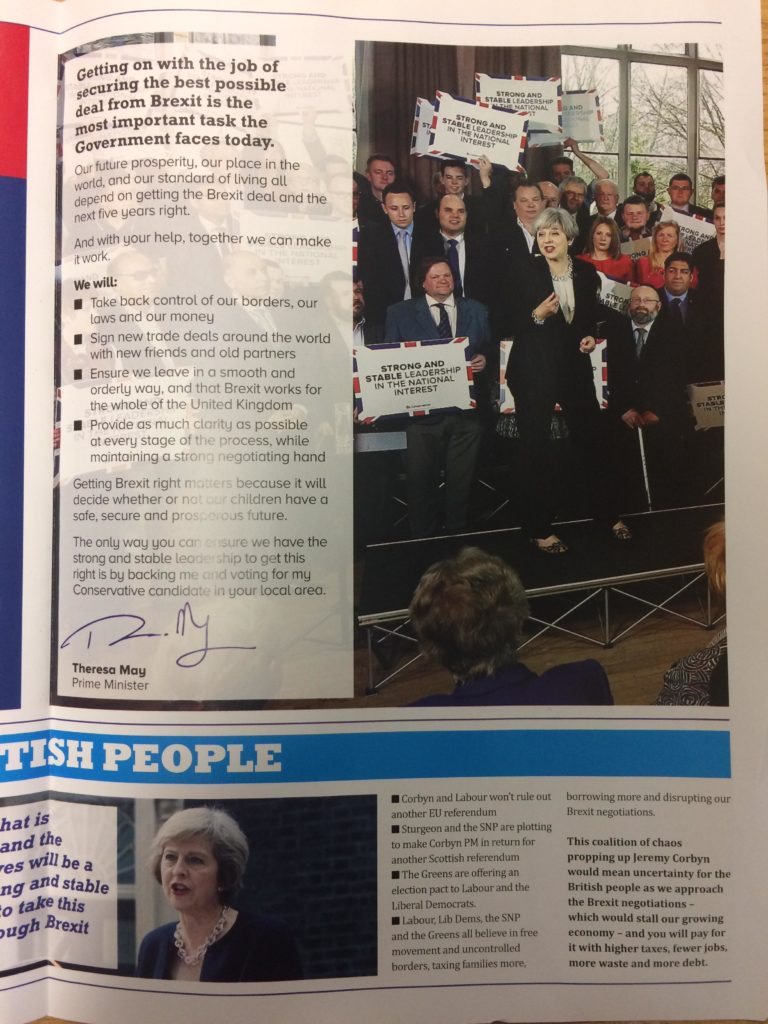 Getting on with the job of
securing the best possible
deal from Brexit is the
most important task the
Government faces today.
Our future prosperity, our place in the
world, and our standard of living all
depend on getting the Brexit deal and the
next five years right.
And with your help, together we can make
it work.
We will:
■ Take back control of our borders, our
laws and our money
■ Sign new trade deals around the world
with new friends and old partners
■ Ensure we leave in a smooth and
orderly way, and that Brexit works for
the whole of the United Kingdom
■ Provide as much clarity as possible
at every stage of the process, while
maintaining a strong negotiating hand
Getting Brexit right matters because it will
decide whether or not our children have a
safe, secure and prosperous future.
The only way you can ensure we have the
strong and stable leadership to get this
right is by backing me and voting for my
Conservative candidate in your local area.
Theresa May
Prime Minister
STRONG AND
STABLE LEADERSHIP
IN THE NATIONAL
INTEREST
STRONG AND
STABLE LEADERSHIP
IN THE NATIONAL
INTEREST
STRONG AND
STABLE LEADERSHIP
IN THE NATIONAL
INTEREST
TISH PEOPLE
hat is
and the
ves will be a
ng and stable
o take this
ough Brexit
■ Corbyn and Labour won't rule out
another EU referendum
■ Sturgeon and the SNP are plotting
to make Corbyn PM in return for
another Scottish referendum
■ The Greens are offering an
election pact to Labour and the
Liberal Democrats.
■ Labour, Lib Dems, the SNP
and the Greens all believe in free
movement and uncontrolled
borders, taxing families more,
borrowing more and disrupting our
Brexit negotiations.
This coalition of chaos
propping up Jeremy Corbyn
would mean uncertainty for the
British people as we approach
the Brexit negotiations –
which would stall our growing
economy – and you will pay for
it with higher taxes, fewer jobs,
more waste and more debt.